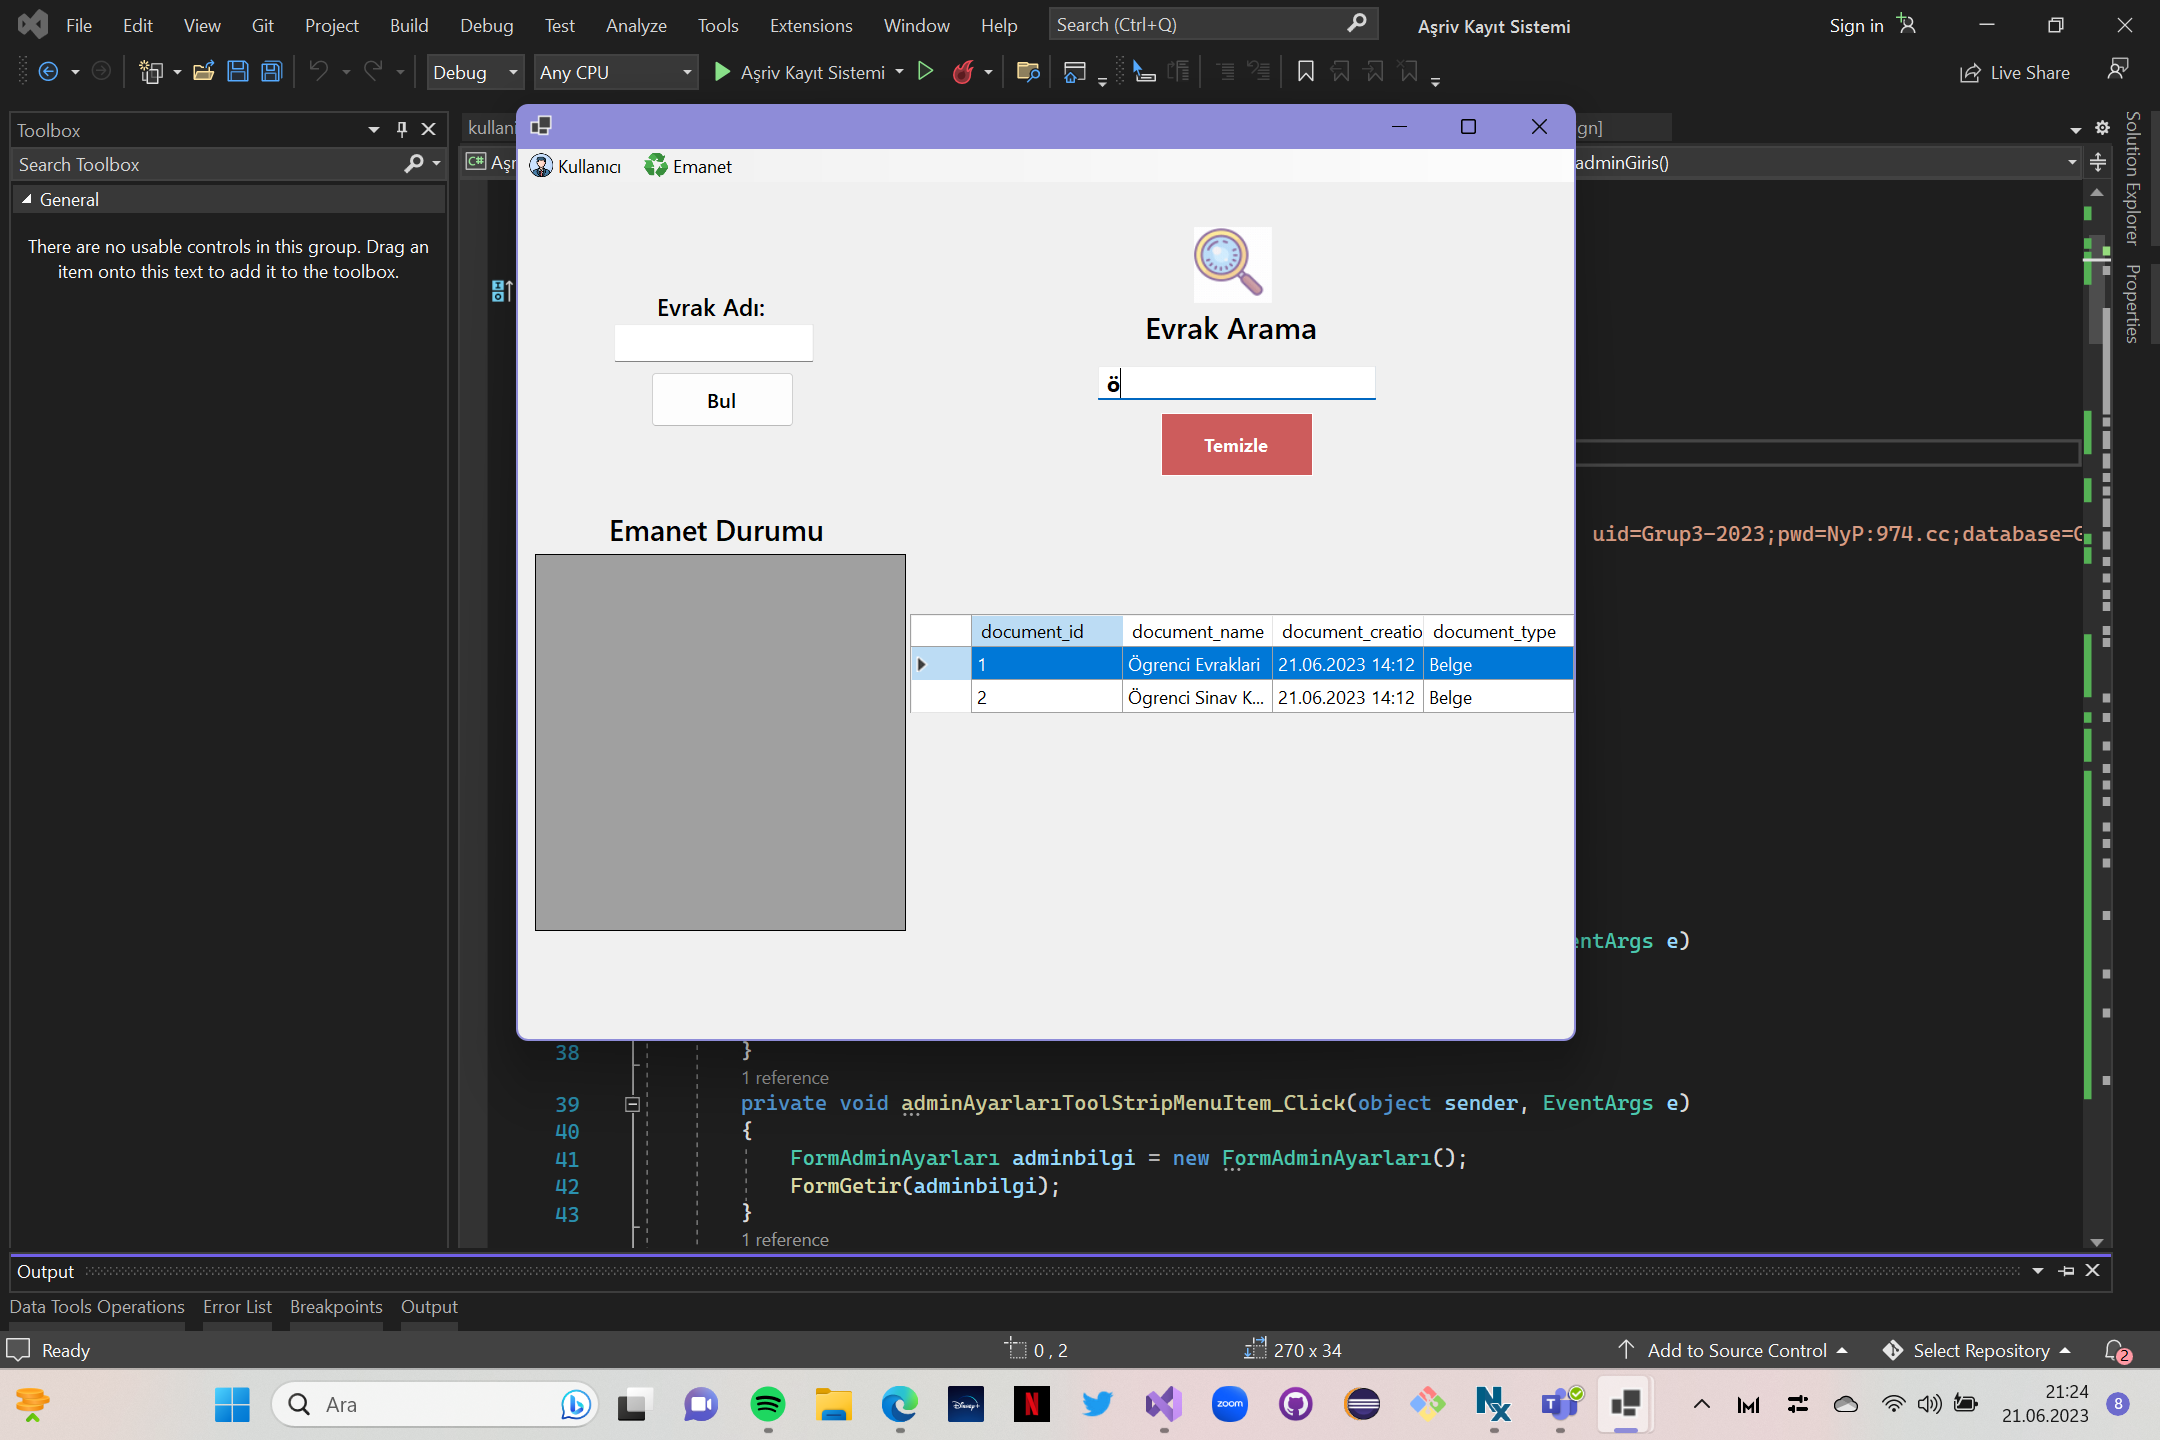 File Edit View Git Project Build Debug Test Analyze Tools Extensions Window Help Search (Ctrl+Q) Aşriv Kayıt Sistemi Sign in
Debug Any CPU Aşriv Kayıt Sistemi Live Share
Toolbox
Search Toolbox
General
There are no usable controls in this group. Drag an
item onto this text to add it to the toolbox.
kullani
gn]
C# Aşr
adminGiris()
Solution Explorer
Properties
Kullanıcı Emanet
Evrak Adı:
Bul
Evrak Arama
ö
Temizle
Emanet Durumu
document_id document_name document_creatio document_type
1 Ögrenci Evraklari 21.06.2023 14:12 Belge
2 Ögrenci Sinav K... 21.06.2023 14:12 Belge
uid=Grup3-2023;pwd=NyP:974.cc;database=G
entArgs e)
38 }
1 reference
39 private void adminAyarlarıToolStripMenuItem_Click(object sender, EventArgs e)
40 {
41 FormAdminAyarları adminbilgi = new FormAdminAyarları();
42 FormGetir(adminbilgi);
43 }
1 reference
Output
Data Tools Operations Error List Breakpoints Output
Ready 0 , 2 270 x 34 Add to Source Control Select Repository 2
Ara
Disney+
N
zoom
21:24
21.06.2023
8